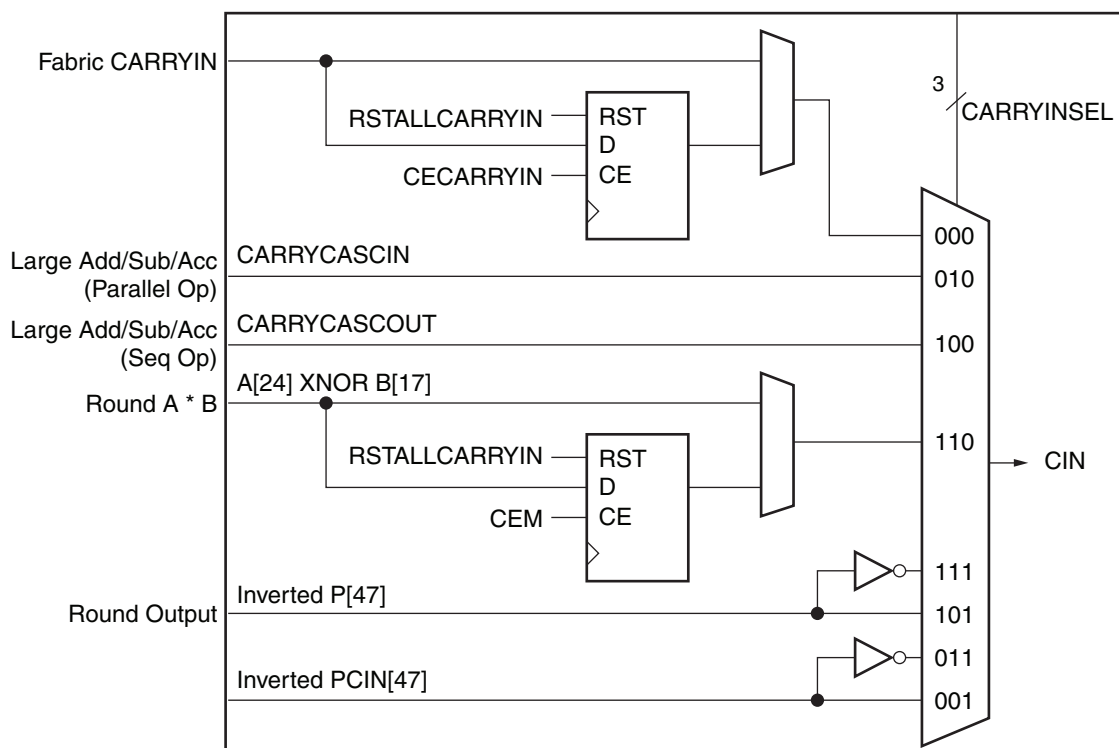 Fabric CARRYIN
3
CARRYINSEL
RSTALLCARRYIN
RST
D
CECARRYIN
CE
000
Large Add/Sub/Acc
(Parallel Op)
CARRYCASCIN
010
Large Add/Sub/Acc
(Seq Op)
CARRYCASCOUT
100
A[24] XNOR B[17]
Round A * B
110
RSTALLCARRYIN
RST
D
CEM
CE
CIN
111
Inverted P[47]
Round Output
101
011
Inverted PCIN[47]
001